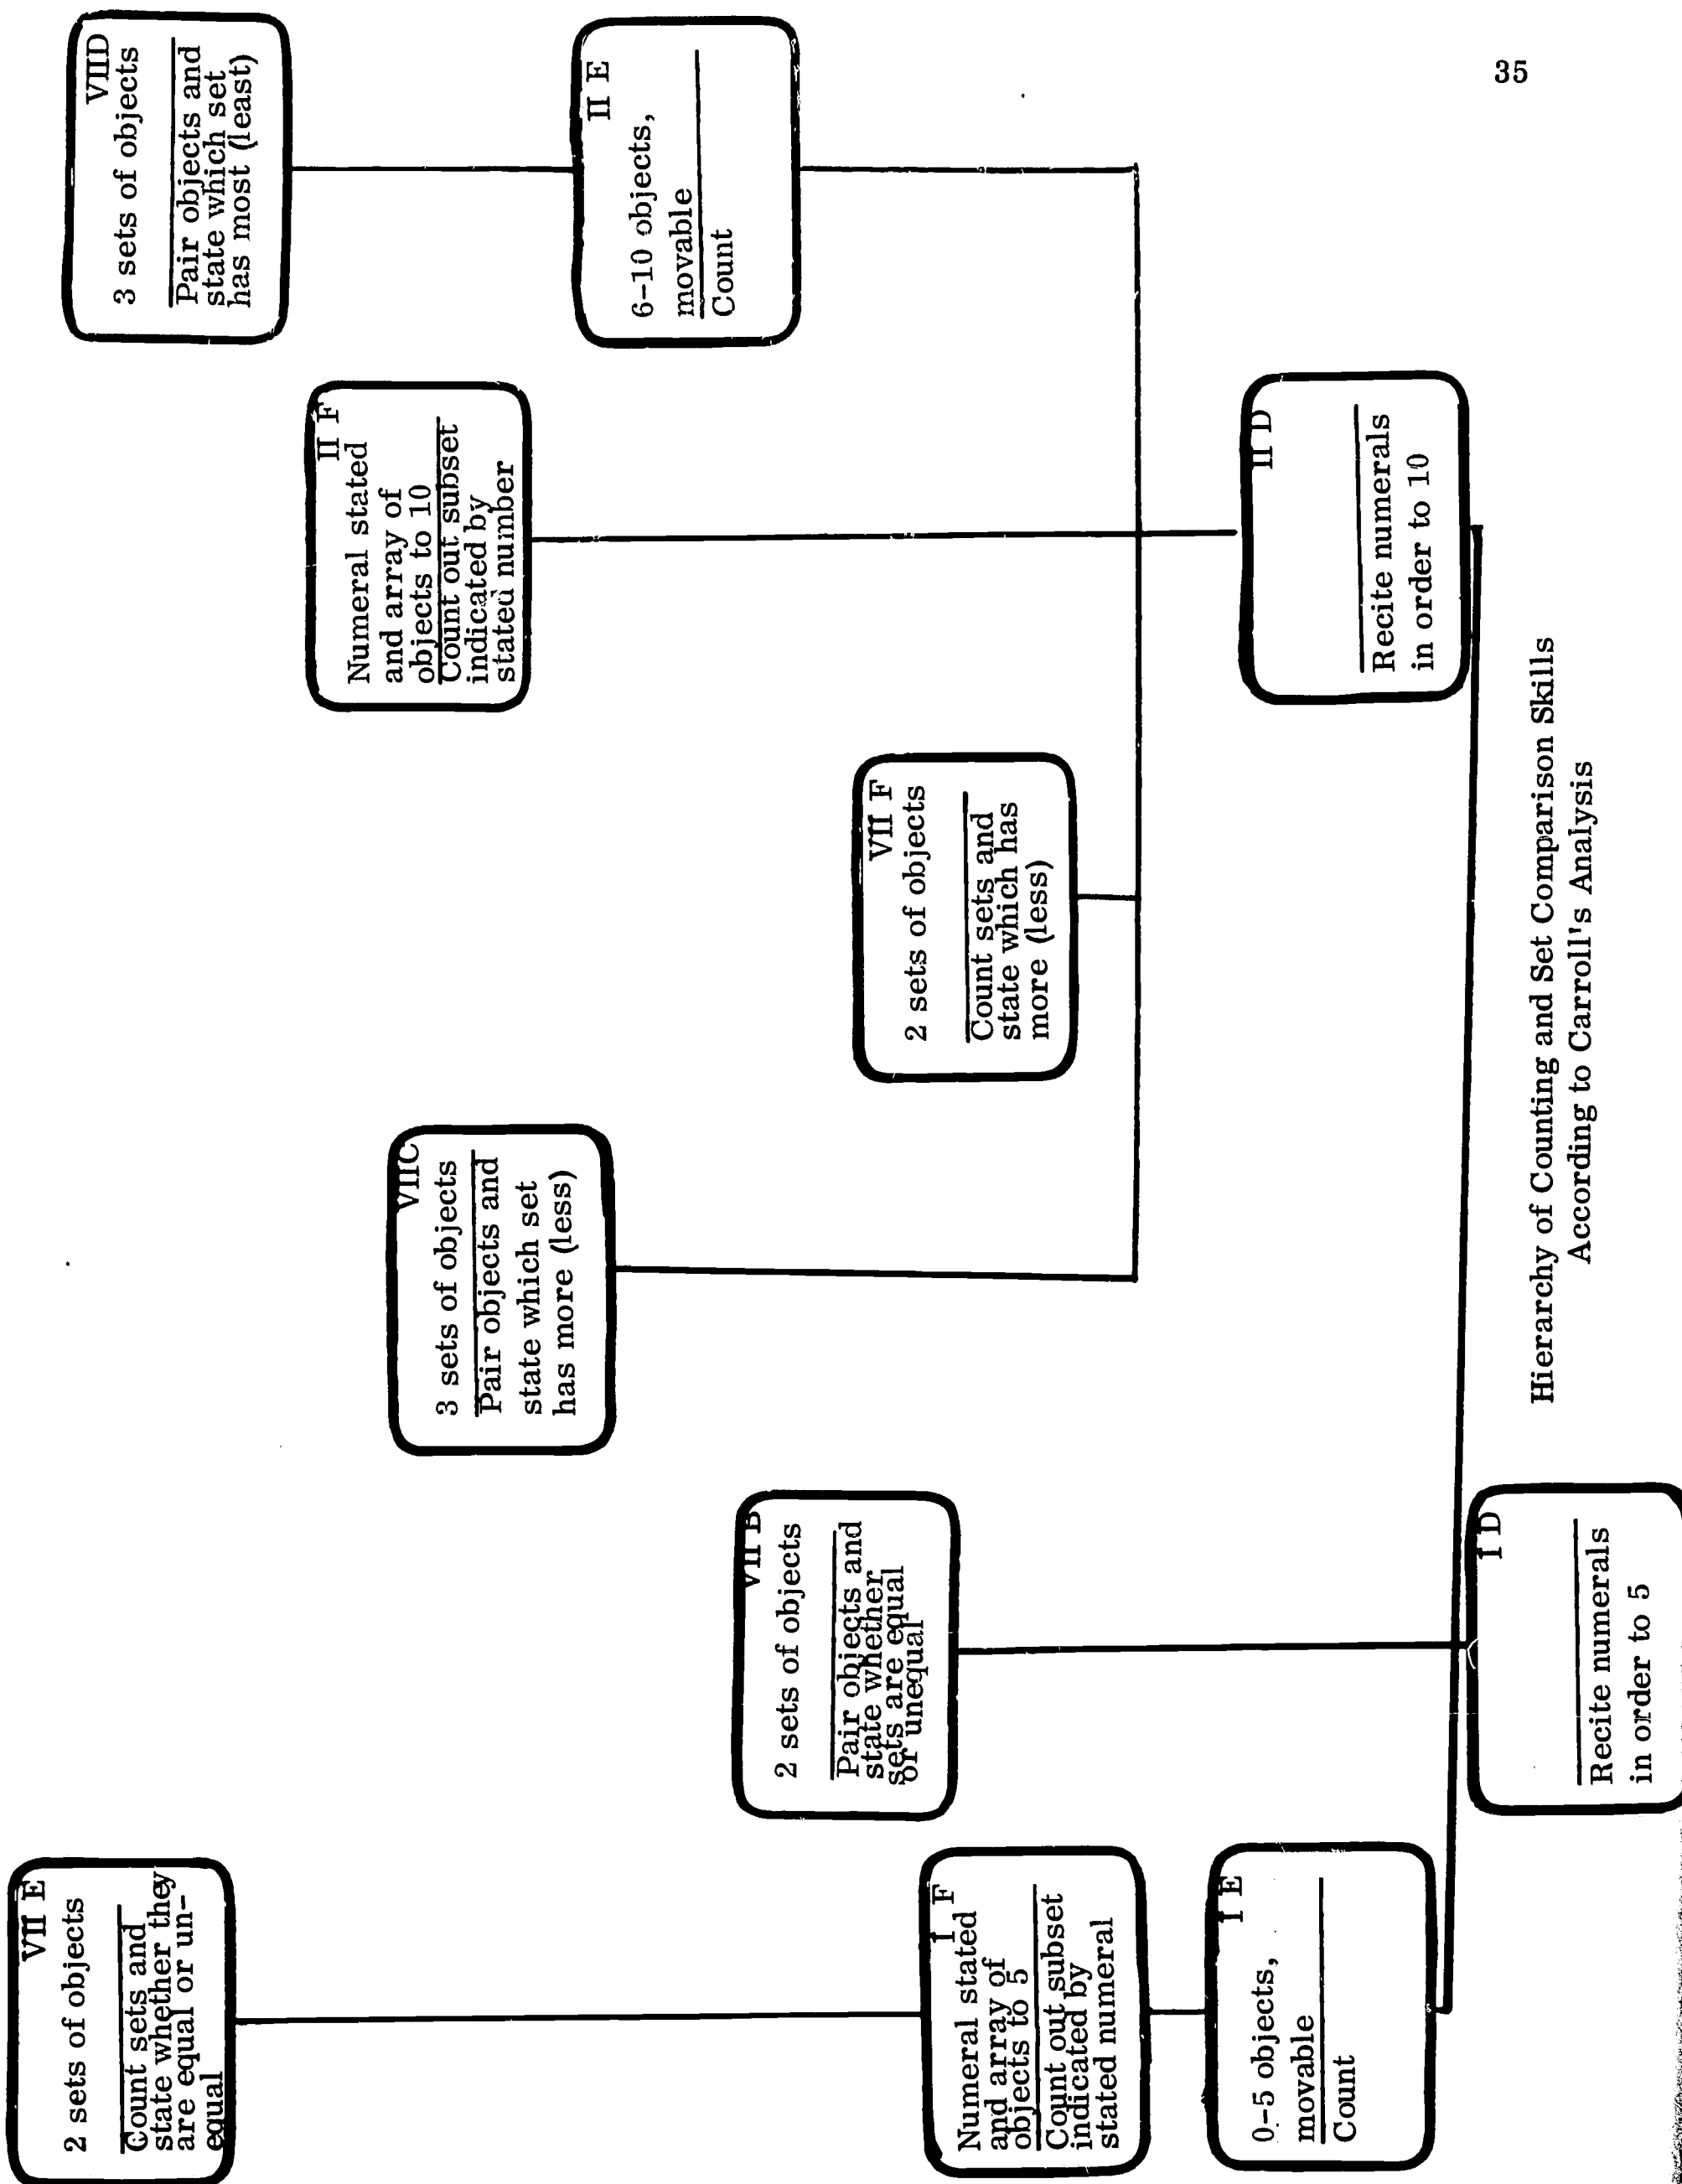 35
VII E
2 sets of objects
Count sets and
state whether they
are equal or un-
equal
I F
Numeral stated
and array of
objects to 5
Count out subset
indicated by
stated numeral
I E
0-5 objects,
movable
Count
VII B
2 sets of objects
Pair objects and
state whether
sets are equal
or unequal
I D
Recite numerals
in order to 5
VIIC
3 sets of objects
Pair objects and
state which set
has more (less)
VII F
2 sets of objects
Count sets and
state which has
more (less)
II F
Numeral stated
and array of
objects to 10
Count out subset
indicated by
stated number
II D
Recite numerals
in order to 10
VIIID
3 sets of objects
Pair objects and
state which set
has most (least)
II E
6-10 objects,
movable
Count
Hierarchy of Counting and Set Comparison Skills
According to Carroll's Analysis